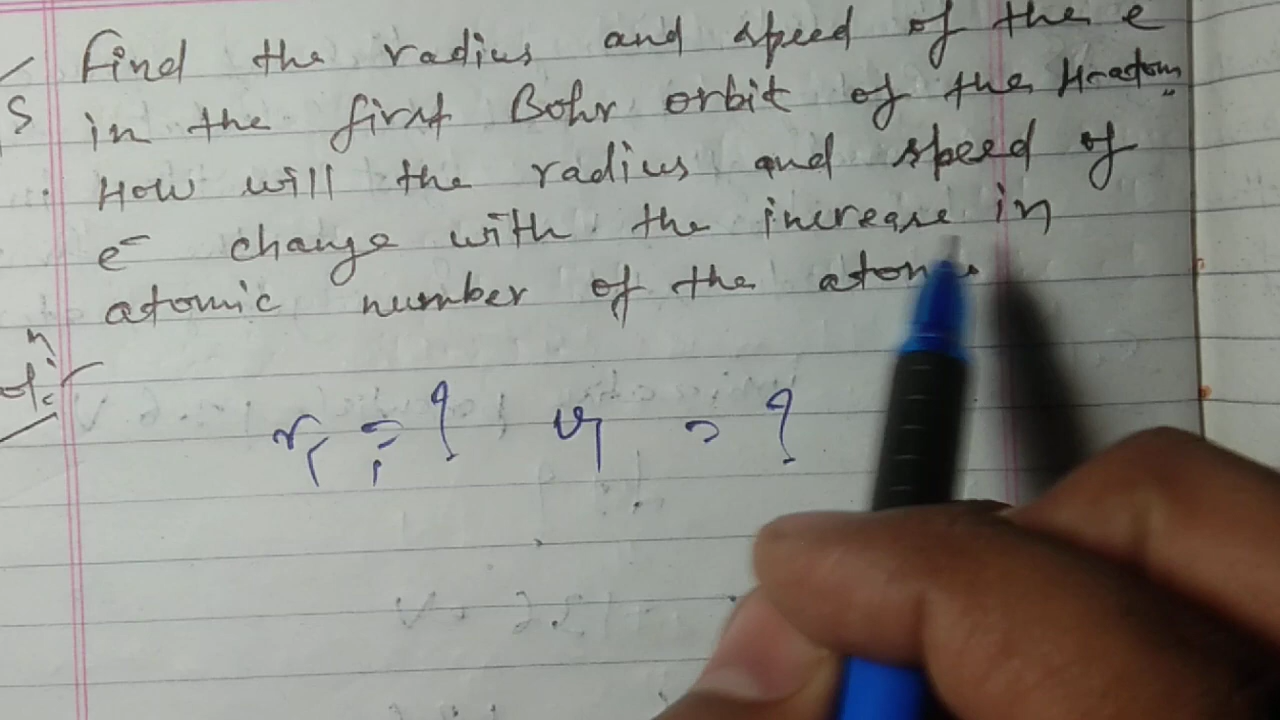 Find the radius and speed of the e
in the first Bohr orbit of the H-atom
How will the radius and speed of
e⁻ change with the increase in
atomic number of the atom.
r₁ = ? v₁ = ?